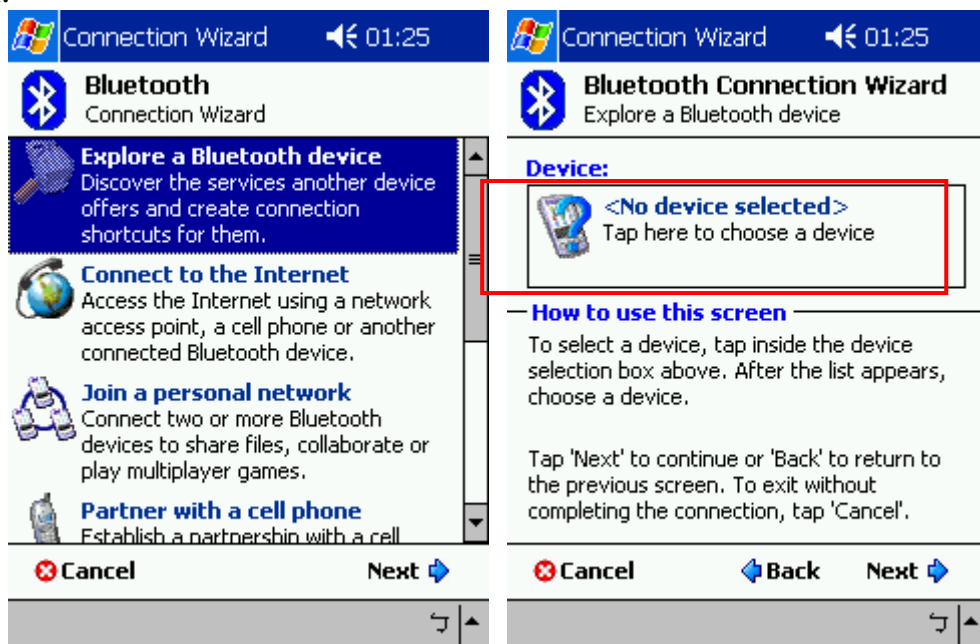 Connection Wizard 01:25
Bluetooth
Connection Wizard
Explore a Bluetooth device
Discover the services another device
offers and create connection
shortcuts for them.
Connect to the Internet
Access the Internet using a network
access point, a cell phone or another
connected Bluetooth device.
Join a personal network
Connect two or more Bluetooth
devices to share files, collaborate or
play multiplayer games.
Partner with a cell phone
Establish a partnership with a cell
Cancel Next
Connection Wizard 01:25
Bluetooth Connection Wizard
Explore a Bluetooth device
Device:
<No device selected>
Tap here to choose a device
How to use this screen
To select a device, tap inside the device
selection box above. After the list appears,
choose a device.
Tap 'Next' to continue or 'Back' to return to
the previous screen. To exit without
completing the connection, tap 'Cancel'.
Cancel Back Next